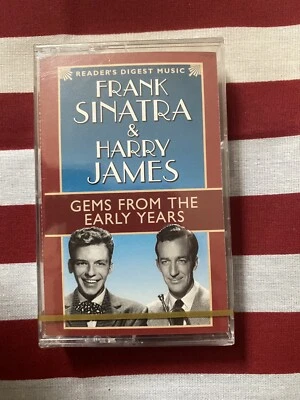 READER'S DIGEST MUSIC
FRANK
SINATRA
&
HARRY
JAMES
GEMS FROM THE
EARLY YEARS